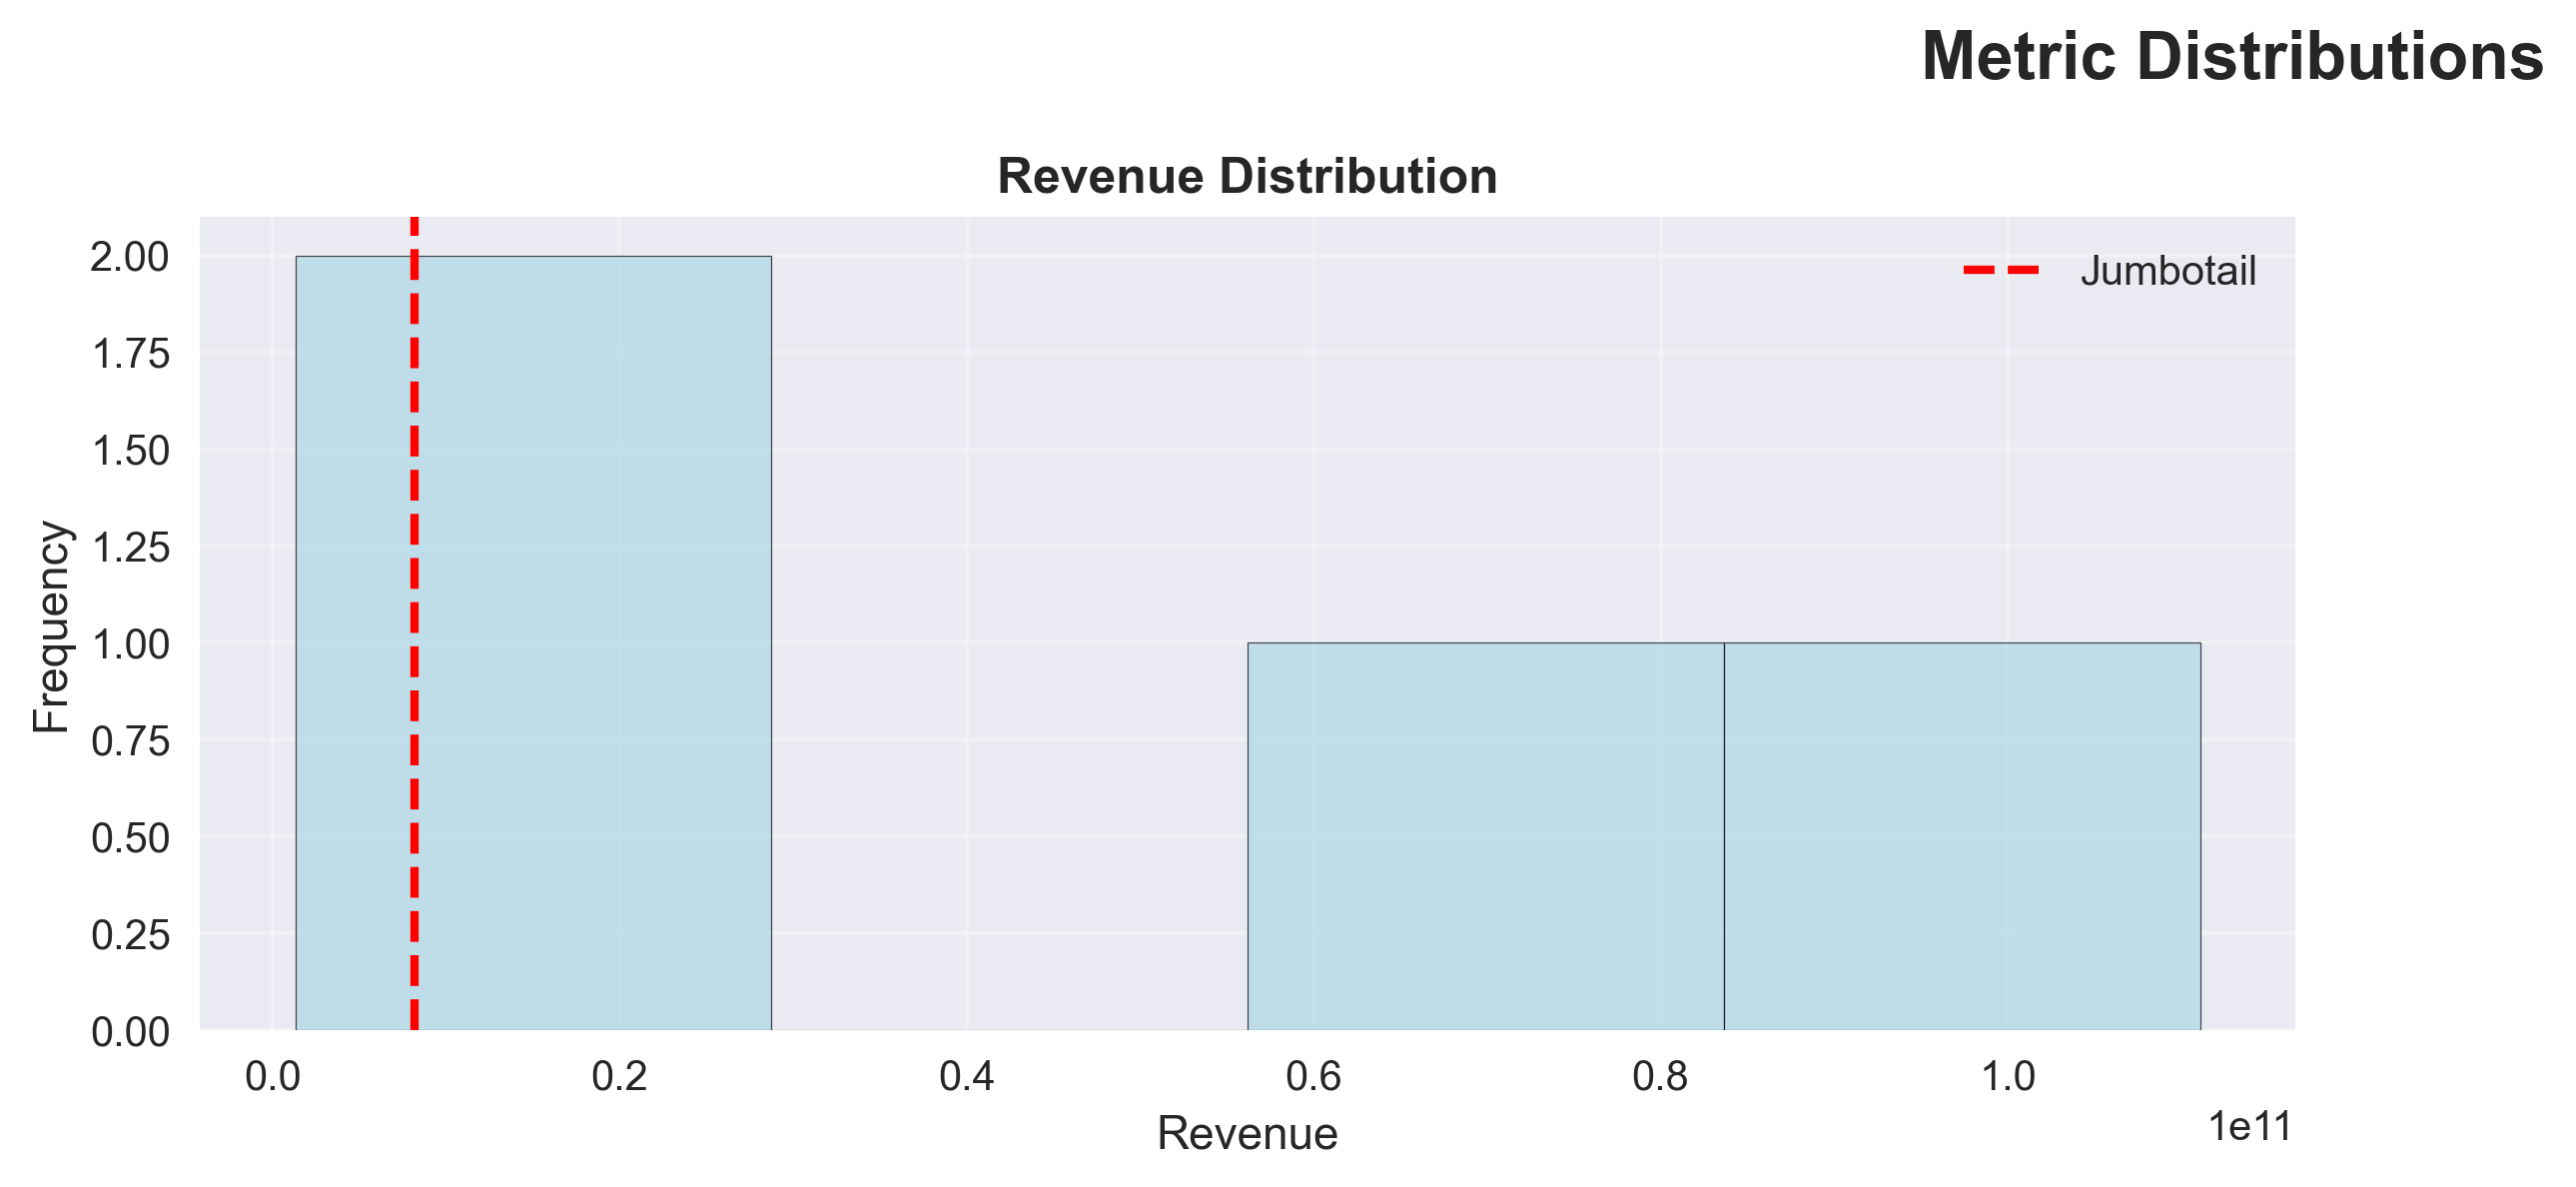 Metric Distributions
Revenue Distribution
Jumbotail
2.00
1.75
1.50
1.25
1.00
0.75
0.50
0.25
0.00
Frequency
0.0 0.2 0.4 0.6 0.8 1.0
Revenue
1e11